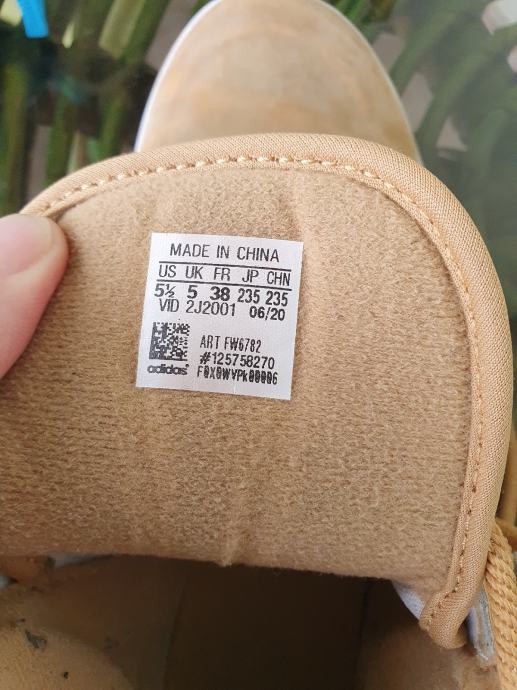 MADE IN CHINA
US UK FR JP CHN
5½ 5 38 235 235
VID 2J2001 06/20
ART FW6782
#125758270
adidas